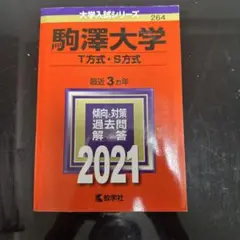 大学入試シリーズ
264
駒澤大学
T方式・S方式
最近3ヵ年
傾向と対策
過去問
解答
2021
教学社